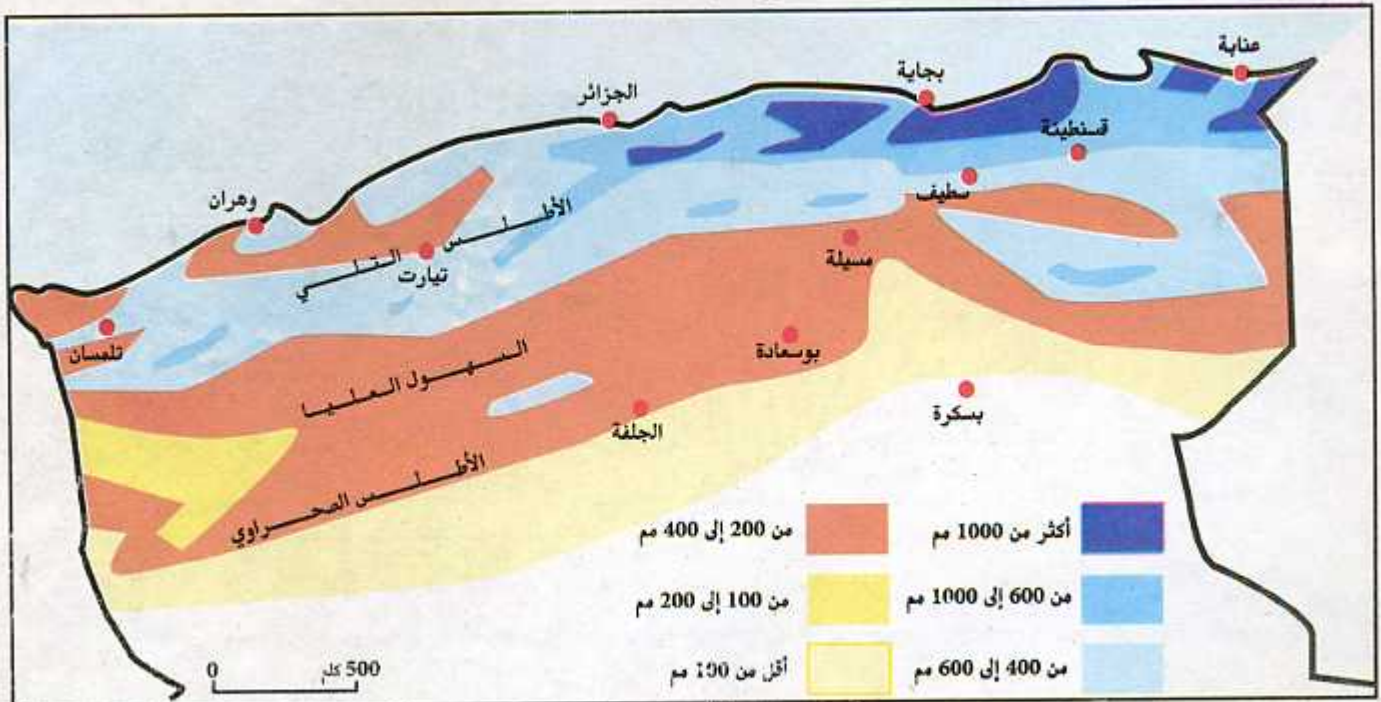 عنابة
بجاية
الجزائر
قسنطينة
سطيف
وهران
الأطلس التلي
تيارت
مسيلة
تلمسان
بوسعادة
السهول العليا
بسكرة
الجلفة
الأطلس الصحراوي
أكثر من 1000 مم
من 200 إلى 400 مم
من 600 إلى 1000 مم
من 100 إلى 200 مم
من 400 إلى 600 مم
أقل من 100 مم
0 500 كلم